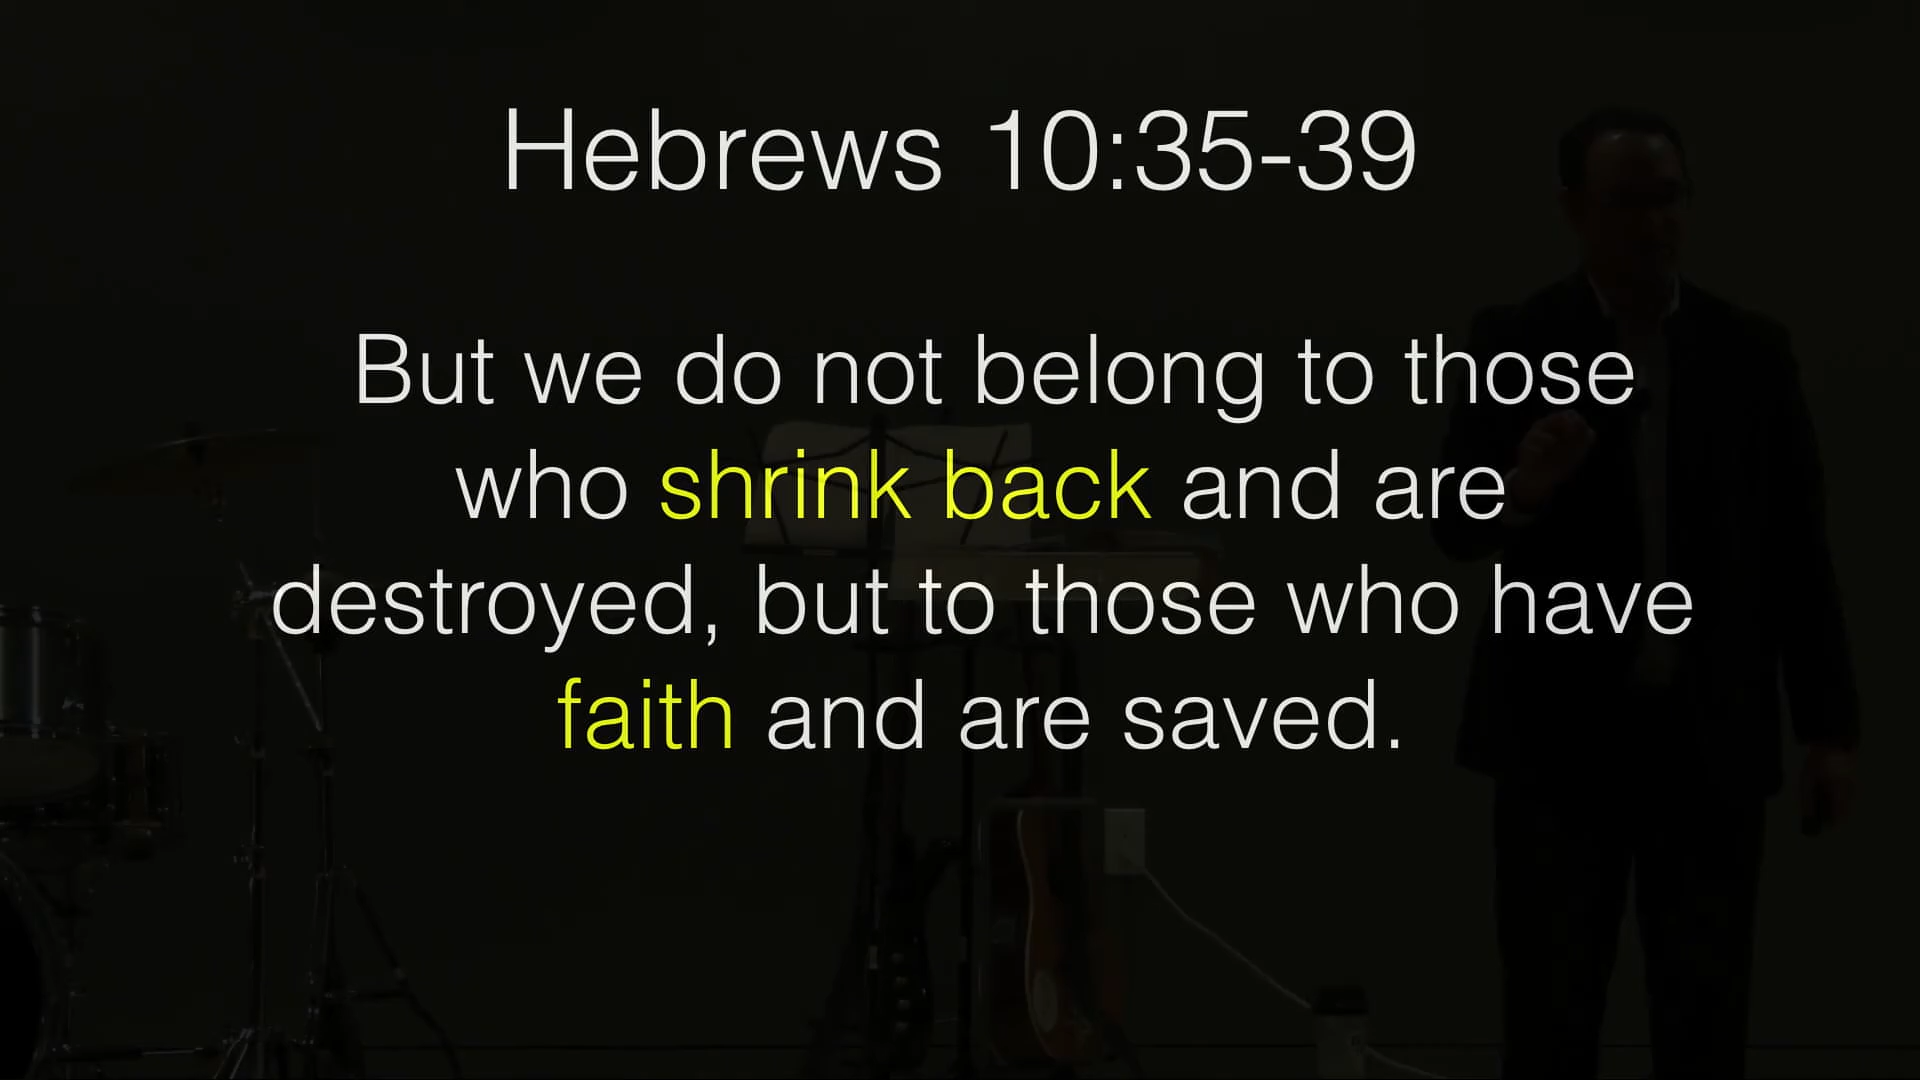 Hebrews 10:35-39
But we do not belong to those
who shrink back and are
destroyed, but to those who have
faith and are saved.